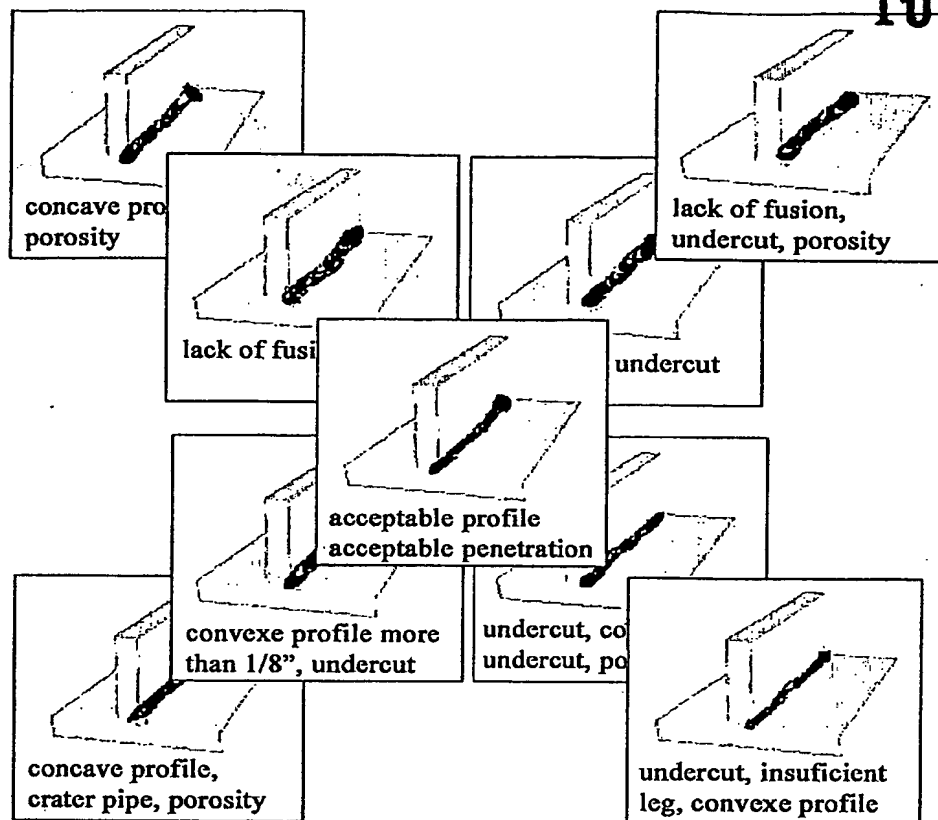 concave pro
porosity
lack of fusion,
undercut, porosity
lack of fusi
undercut
acceptable profile
acceptable penetration
convexe profile more
than 1/8”, undercut
undercut, co
undercut, po
concave profile,
crater pipe, porosity
undercut, insuficient
leg, convexe profile